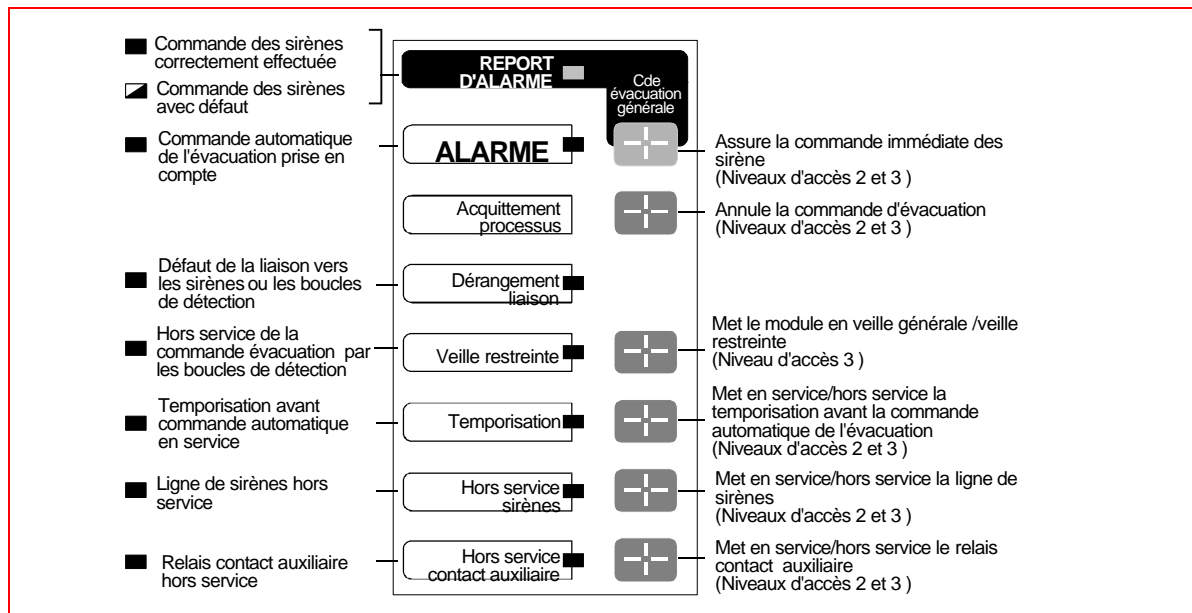 Commande des sirènes
correctement effectuée
Commande des sirènes
avec défaut
Commande automatique
de l'évacuation prise en
compte
Défaut de la liaison vers
les sirènes ou les boucles
de détection
Hors service de la
commande évacuation par
les boucles de détection
Temporisation avant
commande automatique
en service
Ligne de sirènes hors
service
Relais contact auxiliaire
hors service
REPORT
D'ALARME
Cde
évacuation
générale
ALARME
Acquittement
processus
Dérangement
liaison
Veille restreinte
Temporisation
Hors service
sirènes
Hors service
contact auxiliaire
Assure la commande immédiate des
sirène
(Niveaux d'accès 2 et 3 )
Annule la commande d'évacuation
(Niveaux d'accès 2 et 3 )
Met le module en veille générale /veille
restreinte
(Niveau d'accès 3 )
Met en service/hors service la
temporisation avant la commande
automatique de l'évacuation
(Niveaux d'accès 2 et 3 )
Met en service/hors service la ligne de
sirènes
(Niveaux d'accès 2 et 3 )
Met en service/hors service le relais
contact auxiliaire
(Niveaux d'accès 2 et 3 )